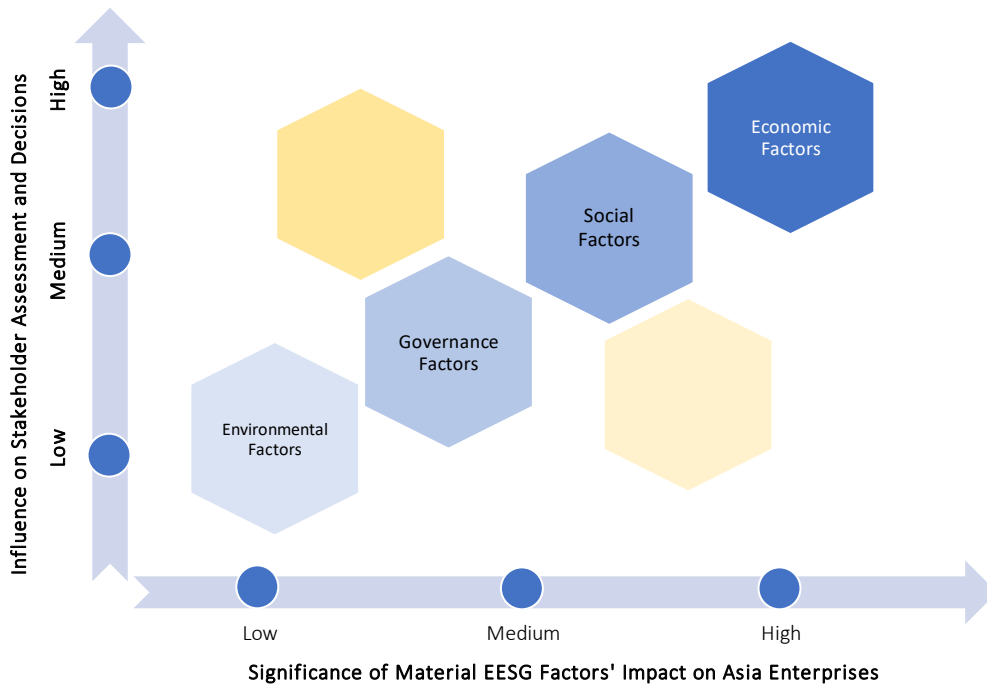 Influence on Stakeholder Assessment and Decisions
High
Medium
Low
Economic
Factors
Social
Factors
Governance
Factors
Environmental
Factors
Low
Medium
High
Significance of Material EESG Factors' Impact on Asia Enterprises